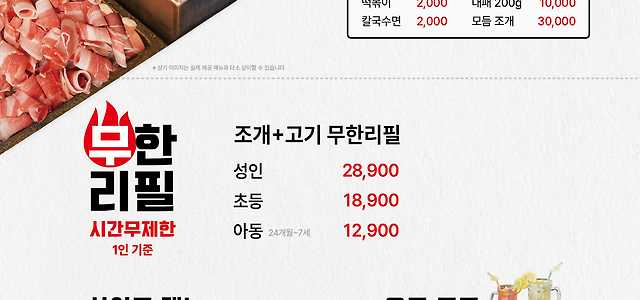 떡볶이 2,000 대패 200g 10,000
칼국수면 2,000 모듬 조개 30,000
* 상기 이미지는 실제 제공 메뉴와 다소 상이할 수 있습니다
무한
리필
시간무제한
1인 기준
조개+고기 무한리필
성인 28,900
초등 18,900
아동 24개월~7세 12,900